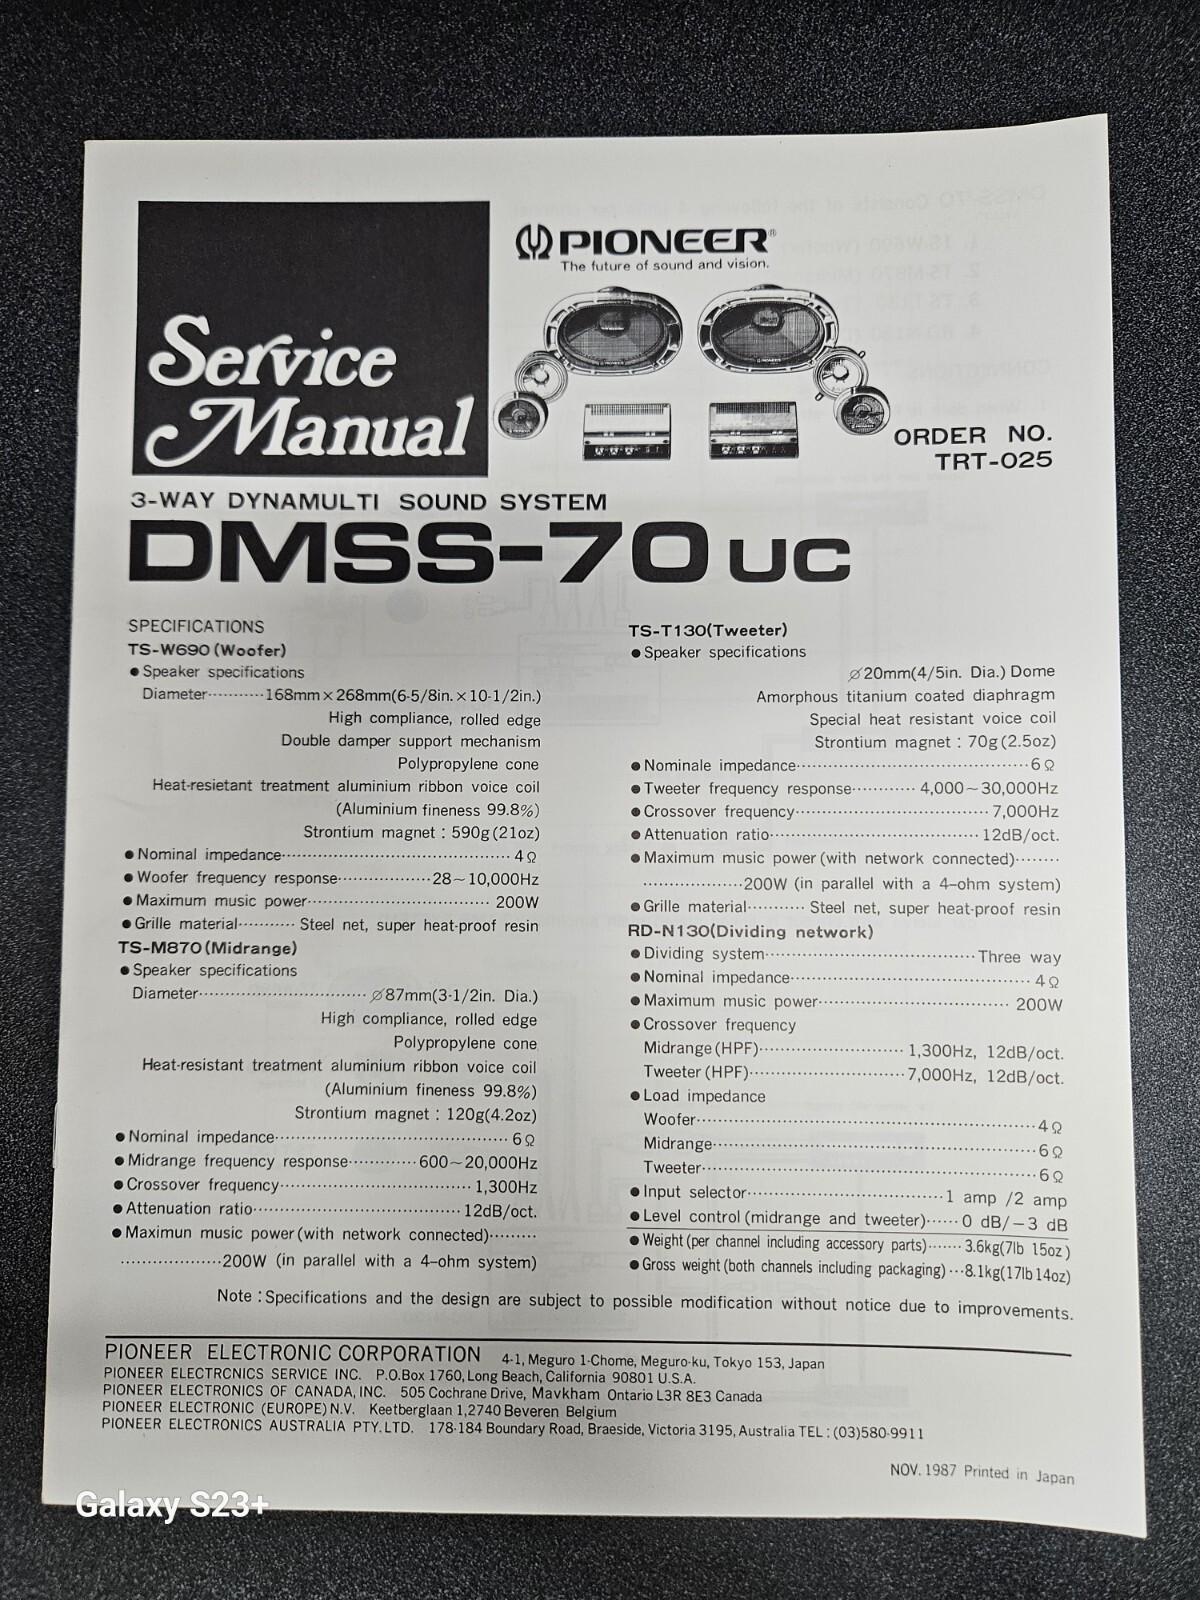 Service
Manual
PIONEER®
The future of sound and vision.
ORDER NO.
TRT-025
3-WAY DYNAMULTI SOUND SYSTEM
DMSS-70 UC
SPECIFICATIONS
TS-W690 (Woofer)
● Speaker specifications
Diameter···········168mm×268mm(6-5/8in.×10-1/2in.)
High compliance, rolled edge
Double damper support mechanism
Polypropylene cone
Heat-resietant treatment aluminium ribbon voice coil
(Aluminium fineness 99.8%)
Strontium magnet : 590g(21oz)
● Nominal impedance········································4Ω
● Woofer frequency response··················28~10,000Hz
● Maximum music power································200W
● Grille material··········Steel net, super heat-proof resin
TS-M870(Midrange)
● Speaker specifications
Diameter·····························∅87mm(3-1/2in. Dia.)
High compliance, rolled edge
Polypropylene cone
Heat-resistant treatment aluminium ribbon voice coil
(Aluminium fineness 99.8%)
Strontium magnet : 120g(4.2oz)
● Nominal impedance·········································6Ω
● Midrange frequency response············600~20,000Hz
● Crossover frequency··································1,300Hz
● Attenuation ratio·····································12dB/oct.
● Maximun music power(with network connected)·········
···················200W (in parallel with a 4-ohm system)
TS-T130(Tweeter)
● Speaker specifications
∅20mm(4/5in. Dia.) Dome
Amorphous titanium coated diaphragm
Special heat resistant voice coil
Strontium magnet : 70g(2.5oz)
● Nominale impedance·········································6Ω
● Tweeter frequency response············4,000~30,000Hz
● Crossover frequency··································7,000Hz
● Attenuation ratio·····································12dB/oct.
● Maximum music power(with network connected)········
··················200W (in parallel with a 4-ohm system)
● Grille material··········Steel net, super heat-proof resin
RD-N130(Dividing network)
● Dividing system·····································Three way
● Nominal impedance··········································4Ω
● Maximum music power··································200W
● Crossover frequency
Midrange(HPF)·························1,300Hz, 12dB/oct.
Tweeter (HPF)···························7,000Hz, 12dB/oct.
● Load impedance
Woofer··························································4Ω
Midrange·······················································6Ω
Tweeter·························································6Ω
● Input selector··································1 amp /2 amp
● Level control(midrange and tweeter)······0 dB/−3 dB
● Weight(per channel including accessory parts)·······3.6kg(7lb 15oz)
● Gross weight(both channels including packaging)···8.1kg(17lb14oz)
Note : Specifications and the design are subject to possible modification without notice due to improvements.
PIONEER ELECTRONIC CORPORATION 4-1, Meguro 1-Chome, Meguro-ku, Tokyo 153, Japan
PIONEER ELECTRCNICS SERVICE INC. P.O.Box 1760, Long Beach, California 90801 U.S.A.
PIONEER ELECTRCNICS OF CANADA, INC. 505 Cochrane Drive, Mavkham Ontario L3R 8E3 Canada
PIONEER ELECTRONIC (EUROPE) N.V. Keetberglaan 1,2740 Beveren Belgium
PIONEER ELECTRONICS AUSTRALIA PTY.LTD. 178-184 Boundary Road, Braeside, Victoria 3195, Australia TEL : (03)580-9911
NOV. 1987 Printed in Japan
Galaxy S23+